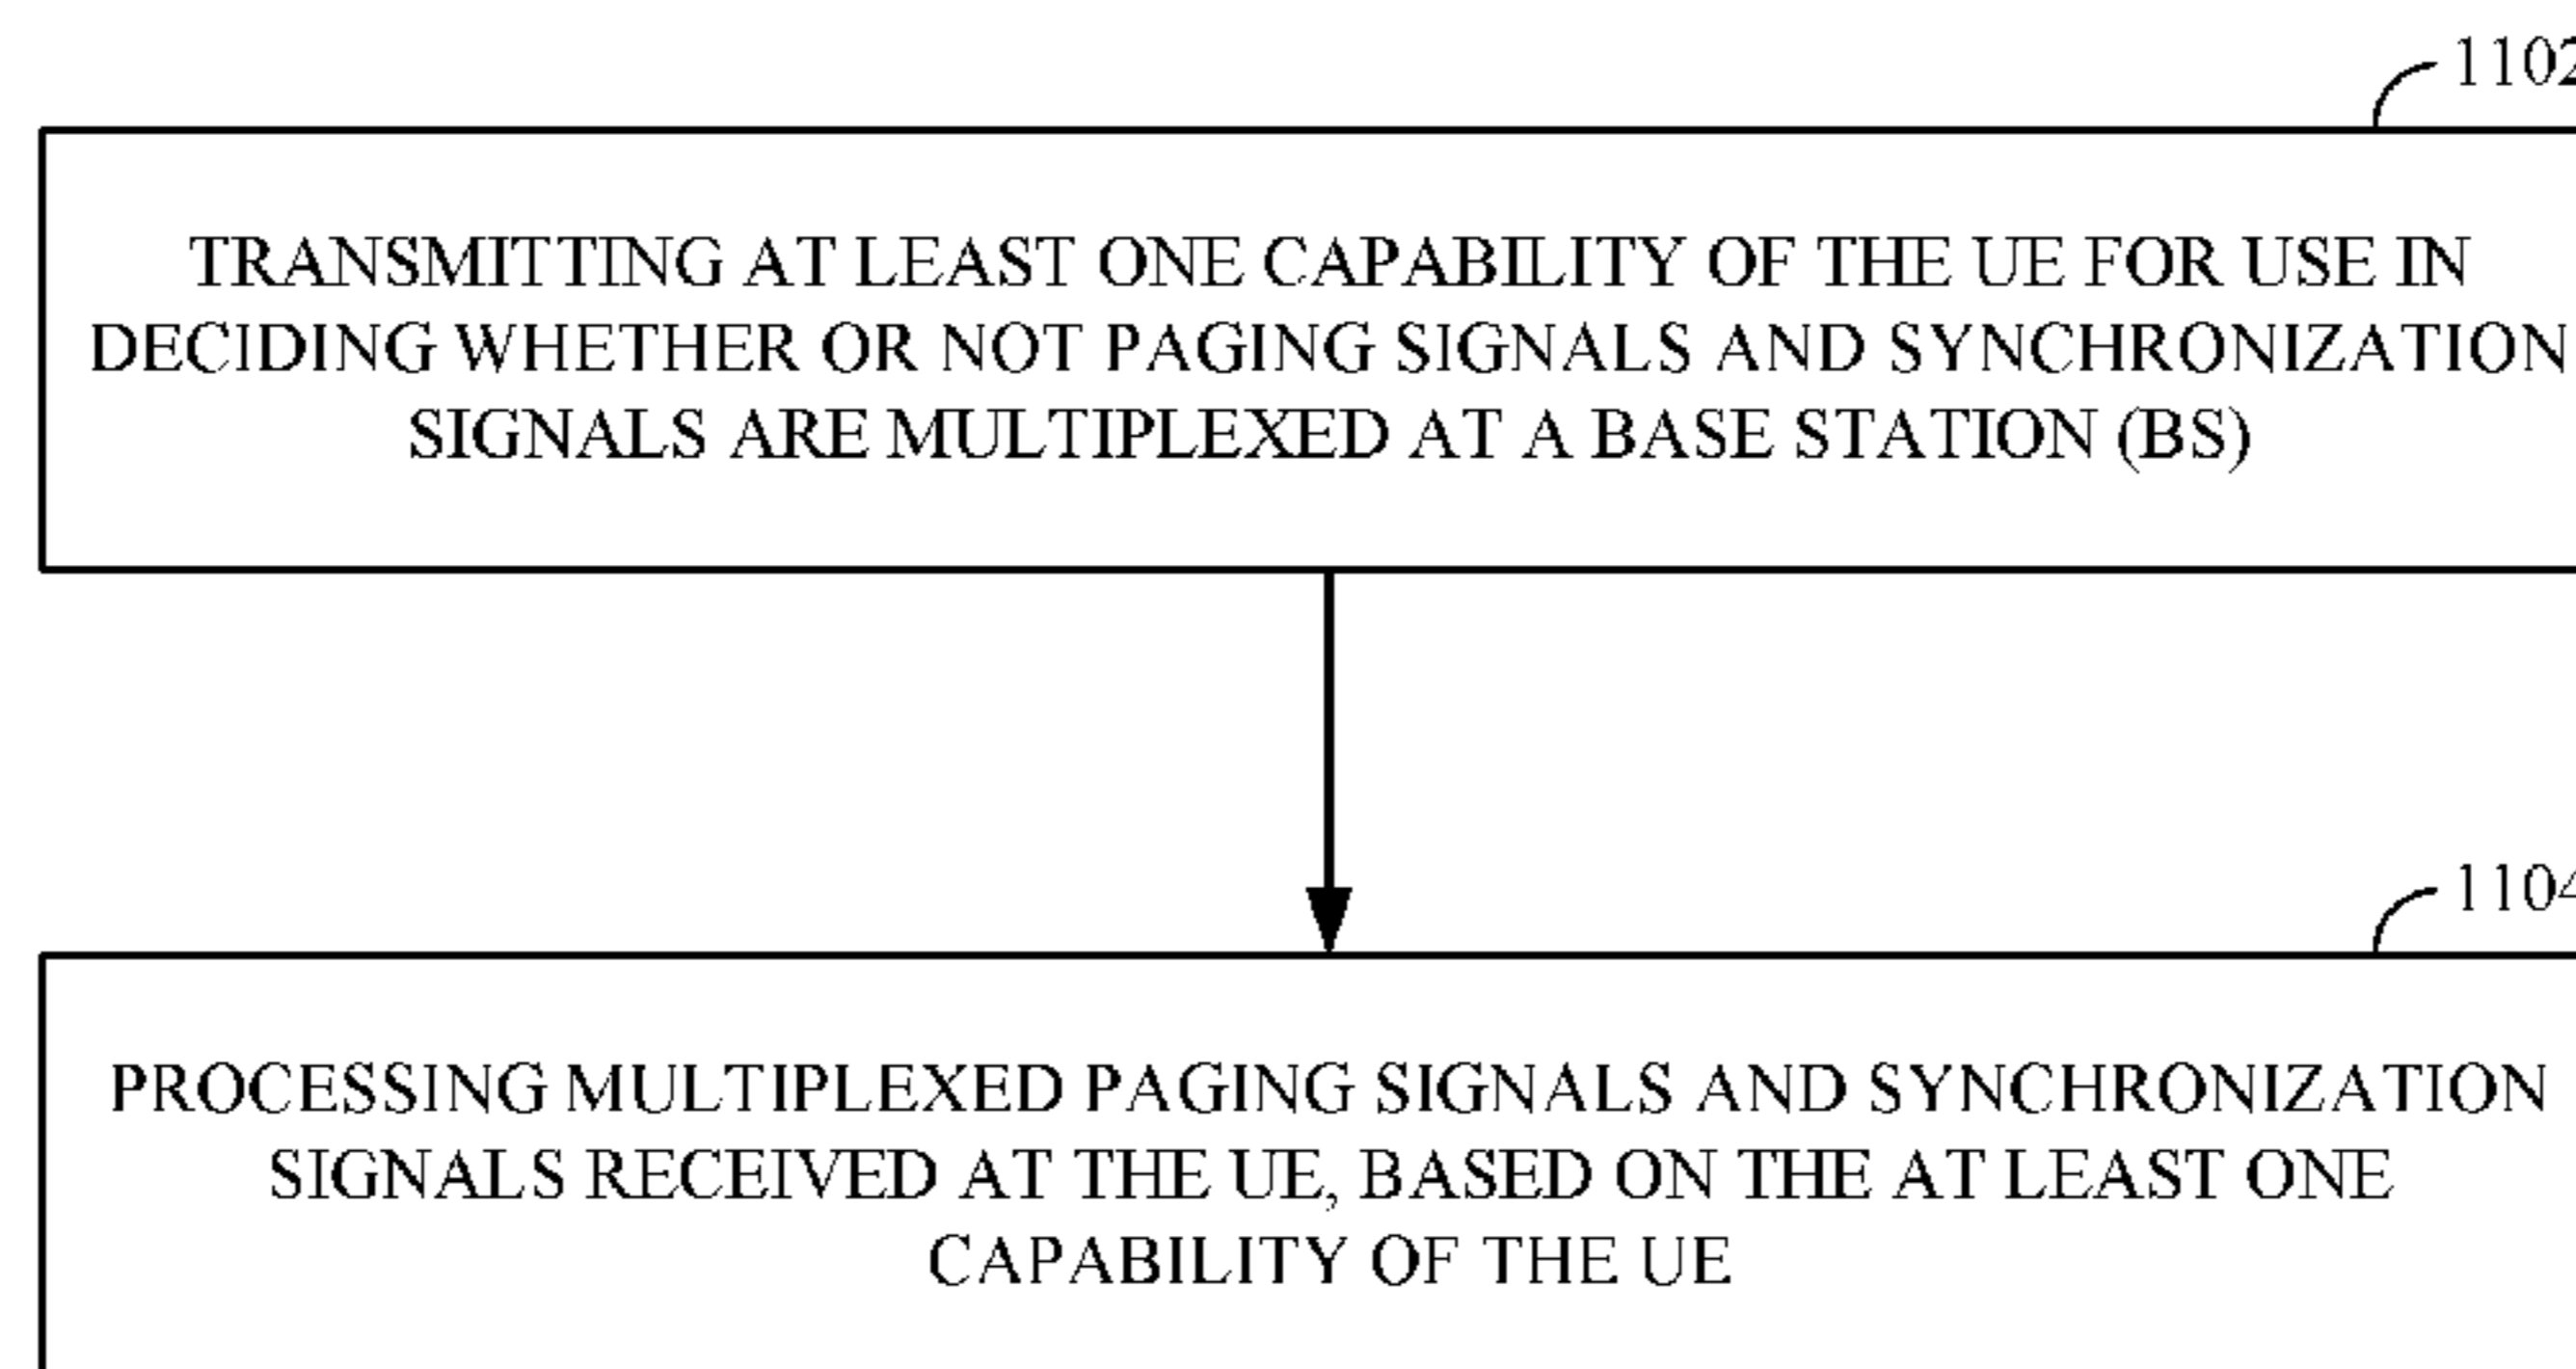 1102
TRANSMITTING AT LEAST ONE CAPABILITY OF THE UE FOR USE IN
DECIDING WHETHER OR NOT PAGING SIGNALS AND SYNCHRONIZATION
SIGNALS ARE MULTIPLEXED AT A BASE STATION (BS)
1104
PROCESSING MULTIPLEXED PAGING SIGNALS AND SYNCHRONIZATION
SIGNALS RECEIVED AT THE UE, BASED ON THE AT LEAST ONE
CAPABILITY OF THE UE